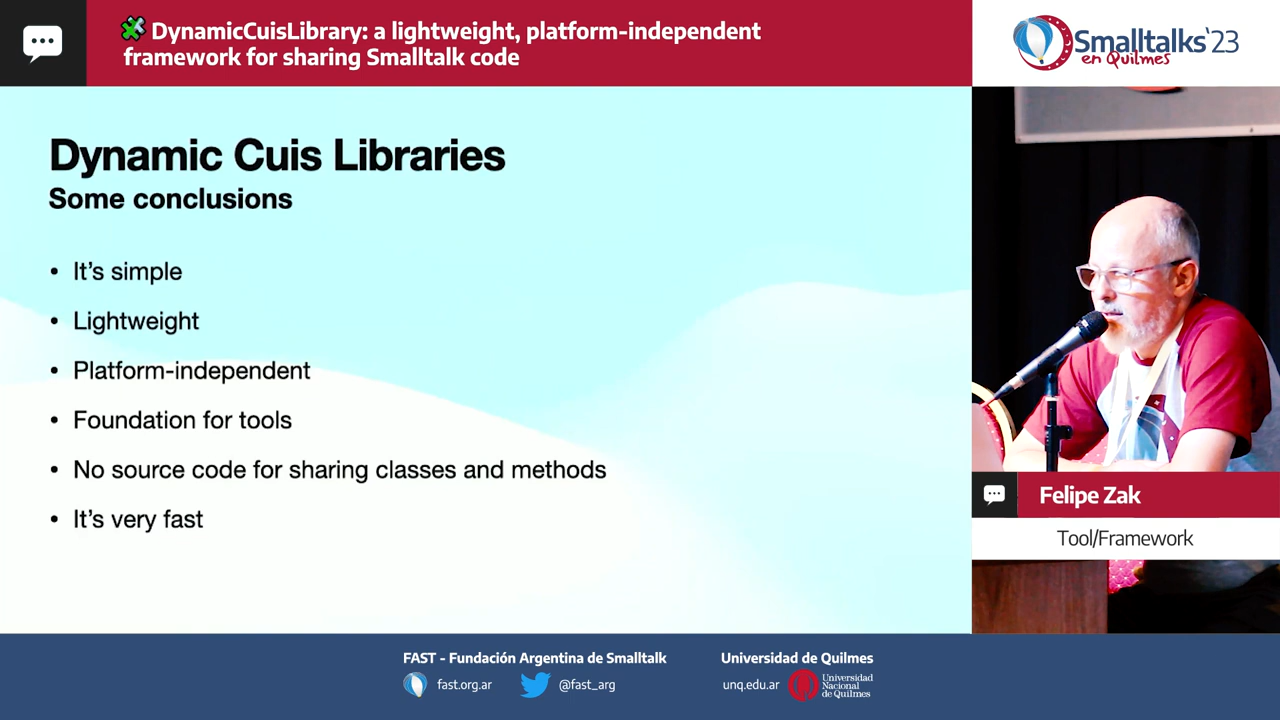 DynamicCuisLibrary: a lightweight, platform-independent
framework for sharing Smalltalk code
Smalltalks'23
en Quilmes
Dynamic Cuis Libraries
Some conclusions
• It's simple
• Lightweight
• Platform-independent
• Foundation for tools
• No source code for sharing classes and methods
• It's very fast
Felipe Zak
Tool/Framework
FAST - Fundación Argentina de Smalltalk
fast.org.ar
@fast_arg
Universidad de Quilmes
unq.edu.ar
Universidad
Nacional
de Quilmes